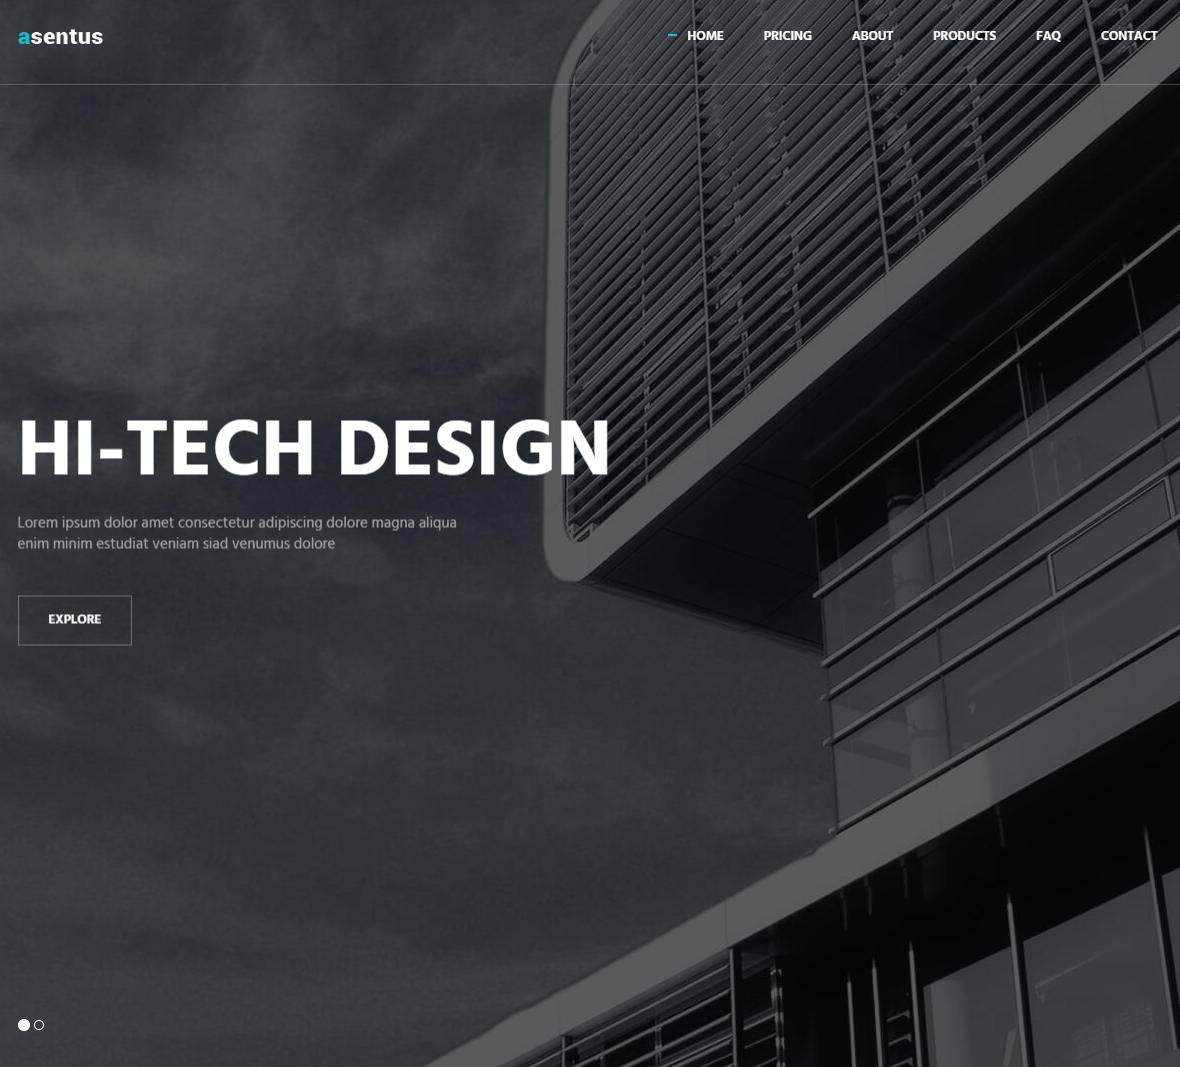 asentus
HOME
PRICING
ABOUT
PRODUCTS
FAQ
CONTACT
HI-TECH DESIGN
Lorem ipsum dolor amet consectetur adipiscing dolore magna aliqua
enim minim estudiat veniam siad venumus dolore
EXPLORE